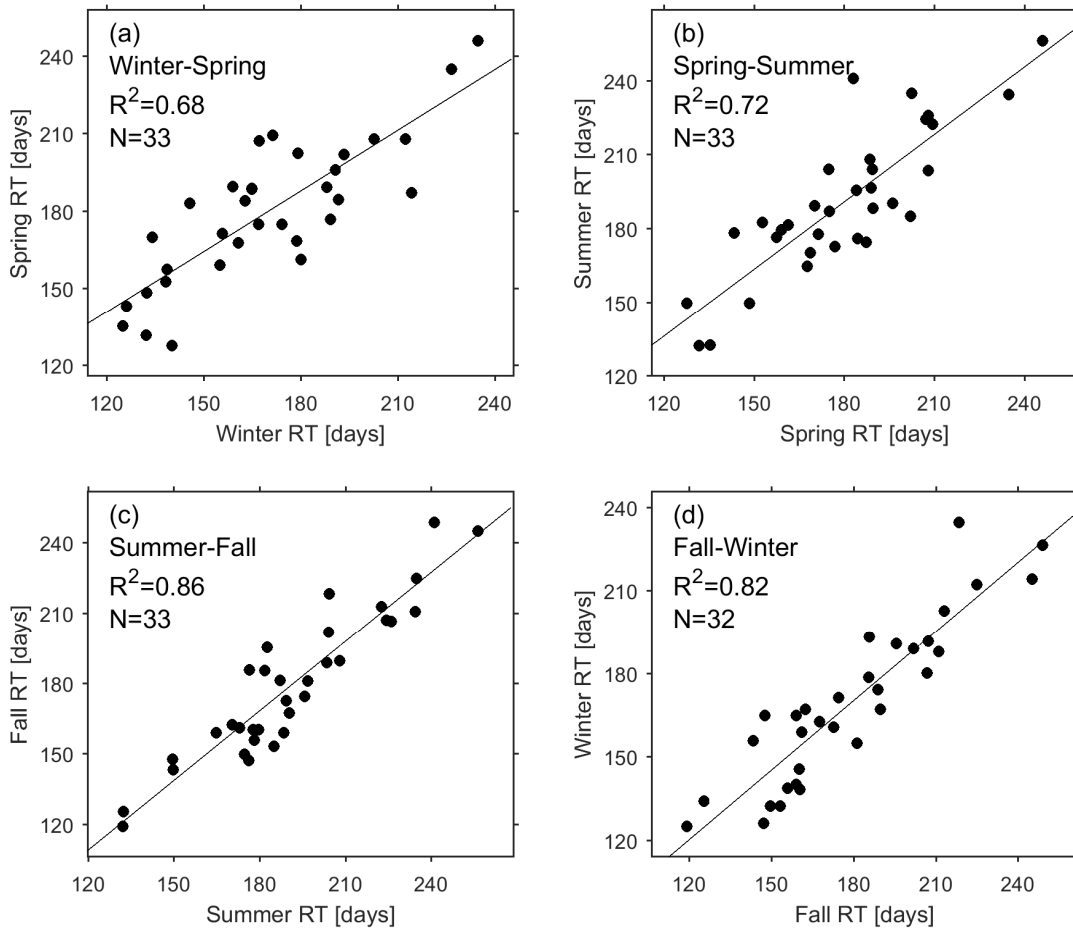 (a)
Winter-Spring
R²=0.68
N=33
240
210
180
150
120
Spring RT [days]
120 150 180 210 240
Winter RT [days]
(b)
Spring-Summer
R²=0.72
N=33
240
210
180
150
120
Summer RT [days]
120 150 180 210 240
Spring RT [days]
(c)
Summer-Fall
R²=0.86
N=33
240
210
180
150
120
Fall RT [days]
120 150 180 210 240
Summer RT [days]
(d)
Fall-Winter
R²=0.82
N=32
240
210
180
150
120
Winter RT [days]
120 150 180 210 240
Fall RT [days]